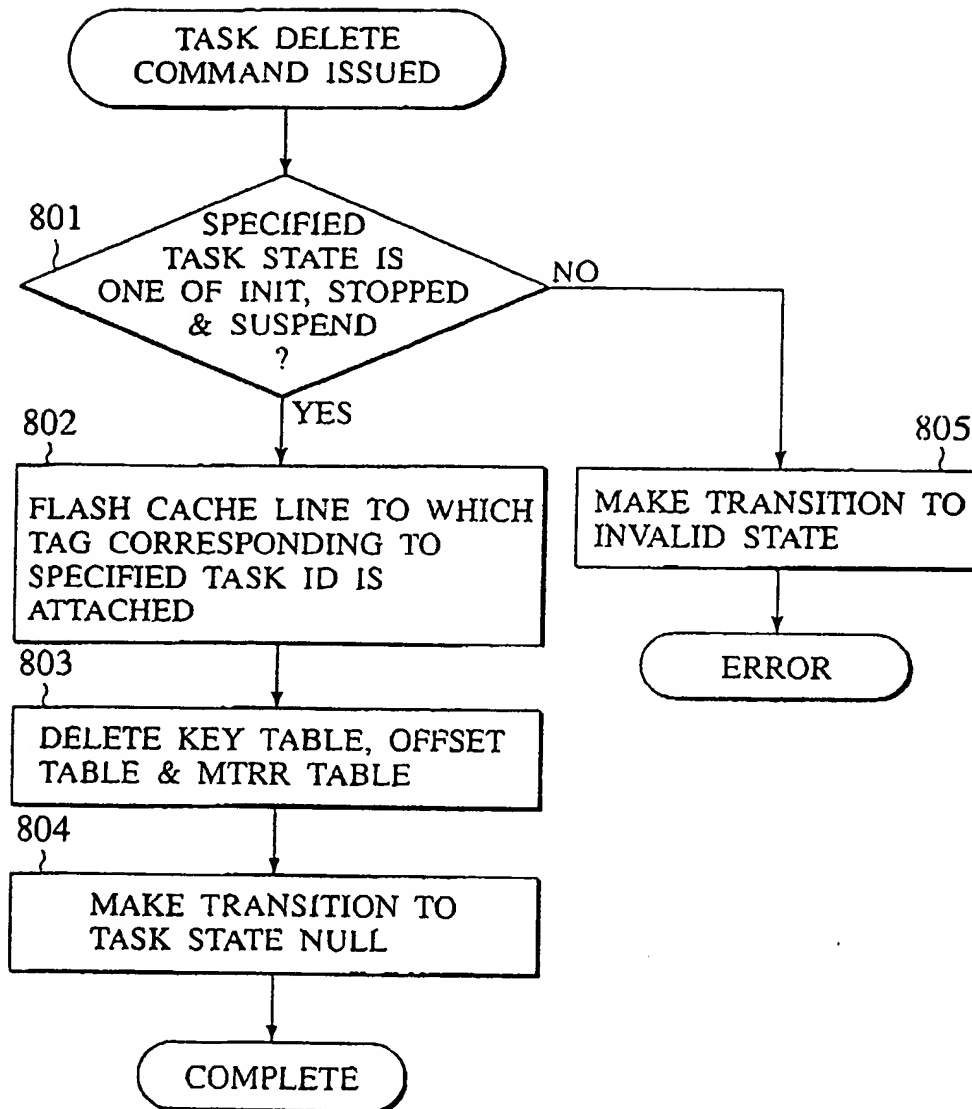 TASK DELETE
COMMAND ISSUED
801
SPECIFIED
TASK STATE IS
ONE OF INIT, STOPPED
& SUSPEND
?
NO
YES
802
FLASH CACHE LINE TO WHICH
TAG CORRESPONDING TO
SPECIFIED TASK ID IS
ATTACHED
805
MAKE TRANSITION TO
INVALID STATE
ERROR
803
DELETE KEY TABLE, OFFSET
TABLE & MTRR TABLE
804
MAKE TRANSITION TO
TASK STATE NULL
COMPLETE